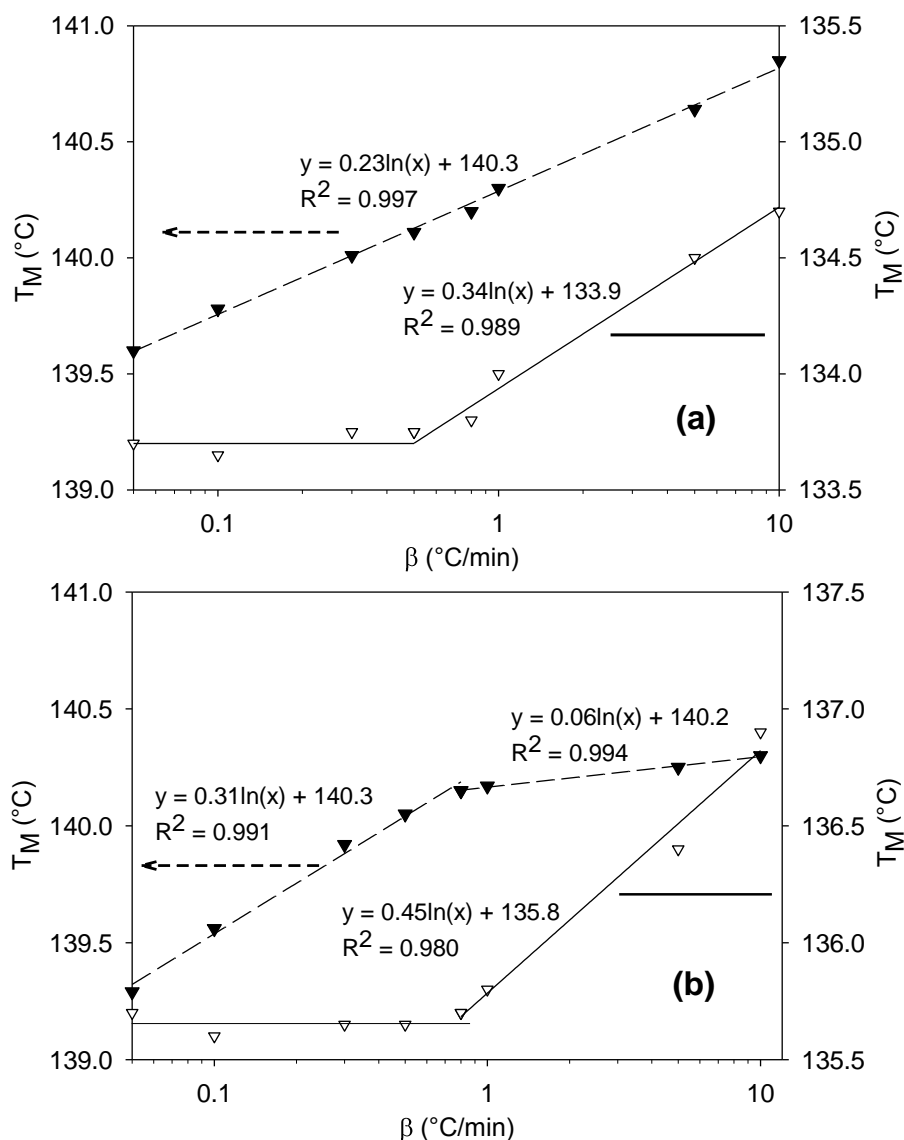 141.0
135.5
140.5
135.0
y = 0.23ln(x) + 140.3
R2 = 0.997
140.0
134.5
y = 0.34ln(x) + 133.9
R2 = 0.989
139.5
134.0
(a)
139.0
133.5
TM (°C)
TM (°C)
0.1
1
10
β (°C/min)
141.0
137.5
140.5
137.0
y = 0.06ln(x) + 140.2
R2 = 0.994
140.0
136.5
y = 0.31ln(x) + 140.3
R2 = 0.991
y = 0.45ln(x) + 135.8
R2 = 0.980
139.5
136.0
(b)
139.0
135.5
TM (°C)
TM (°C)
0.1
1
10
β (°C/min)